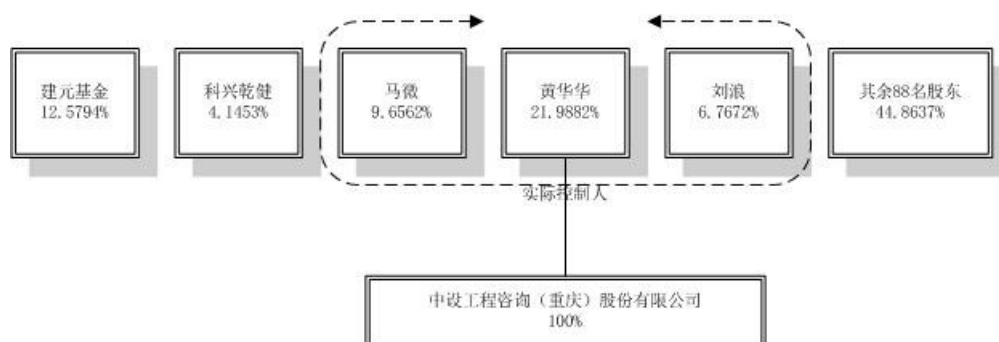 建元基金
12.5794%
科兴乾健
4.1453%
马微
9.6562%
黄华华
21.9882%
刘浪
6.7672%
其余88名股东
44.8637%
实际控制人
中设工程咨询（重庆）股份有限公司
100%